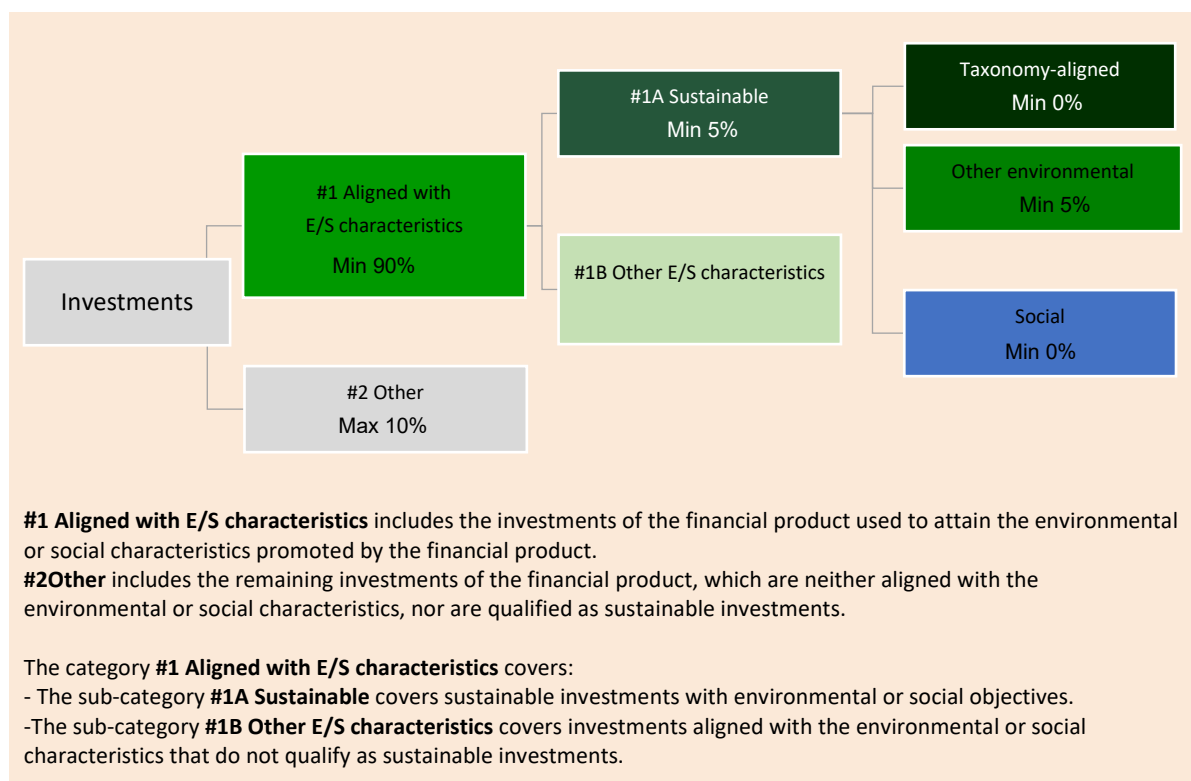 Investments
#1 Aligned with
E/S characteristics
Min 90%
#2 Other
Max 10%
#1A Sustainable
Min 5%
#1B Other E/S characteristics
Taxonomy-aligned
Min 0%
Other environmental
Min 5%
Social
Min 0%
#1 Aligned with E/S characteristics includes the investments of the financial product used to attain the environmental
or social characteristics promoted by the financial product.
#2Other includes the remaining investments of the financial product, which are neither aligned with the
environmental or social characteristics, nor are qualified as sustainable investments.
The category #1 Aligned with E/S characteristics covers:
- The sub-category #1A Sustainable covers sustainable investments with environmental or social objectives.
-The sub-category #1B Other E/S characteristics covers investments aligned with the environmental or social
characteristics that do not qualify as sustainable investments.